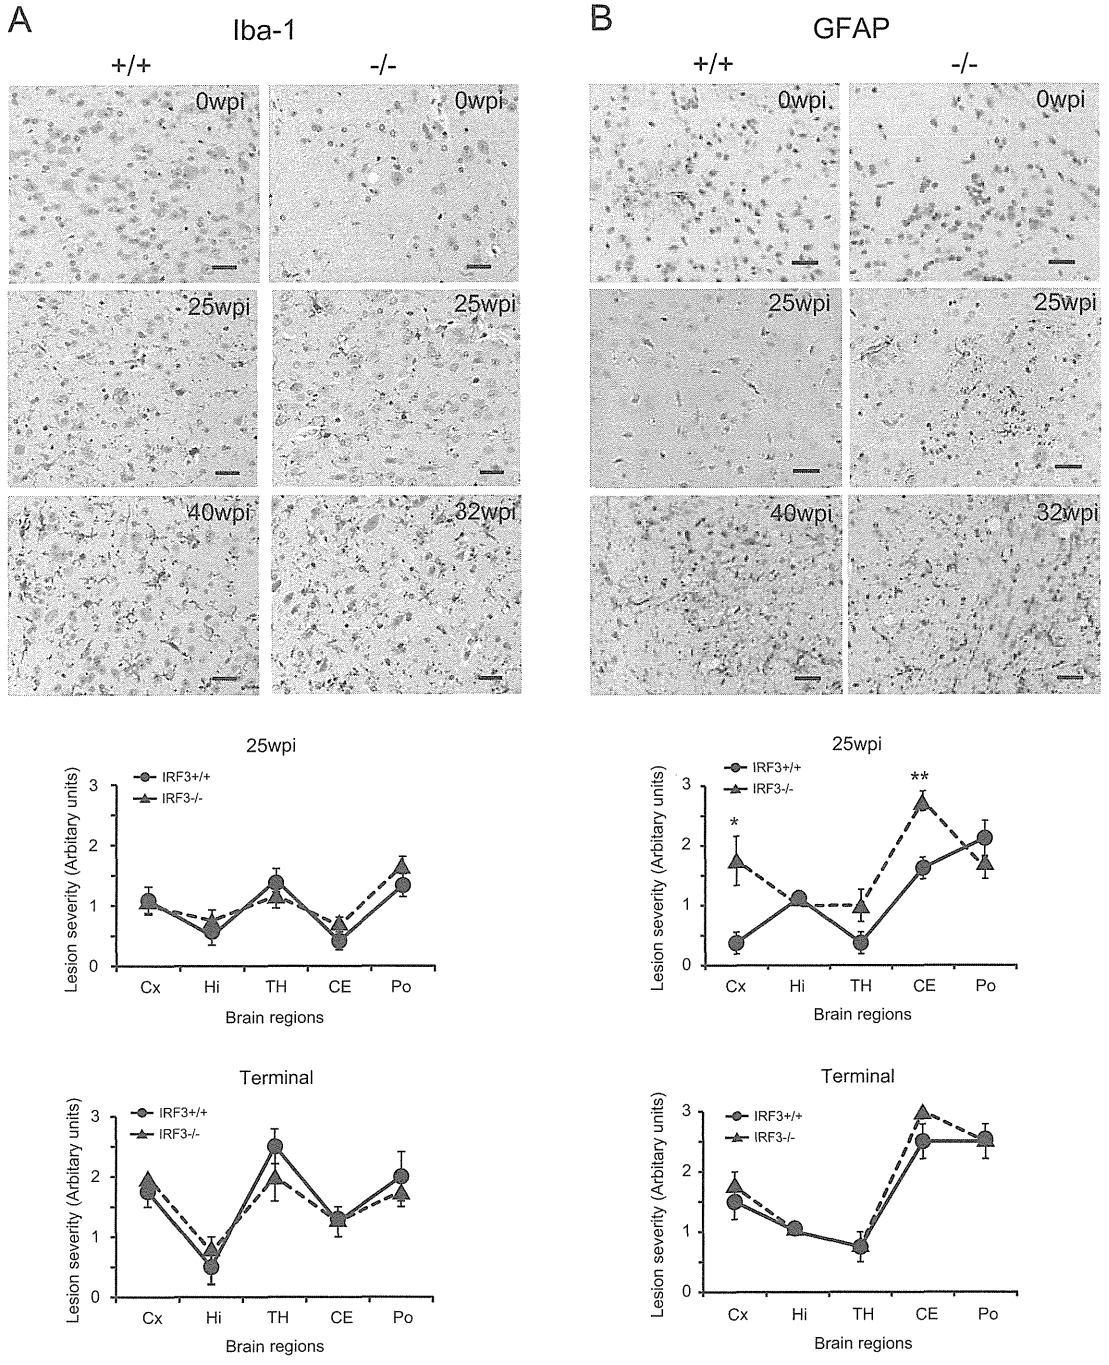 A
Iba-1
+/+
-/-
0wpi
0wpi
25wpi
25wpi
40wpi
32wpi
25wpi
IRF3+/+
IRF3-/-
Lesion severity (Arbitary units)
3
2
1
0
Cx Hi TH CE Po
Brain regions
Terminal
IRF3+/+
IRF3-/-
Lesion severity (Arbitary units)
3
2
1
0
Cx Hi TH CE Po
Brain regions
B
GFAP
+/+
-/-
0wpi
0wpi
25wpi
25wpi
40wpi
32wpi
25wpi
IRF3+/+
IRF3-/-
Lesion severity (Arbitary units)
3
2
1
0
*
**
Cx Hi TH CE Po
Brain regions
Terminal
IRF3+/+
IRF3-/-
Lesion severity (Arbitary units)
3
2
1
0
Cx Hi TH CE Po
Brain regions